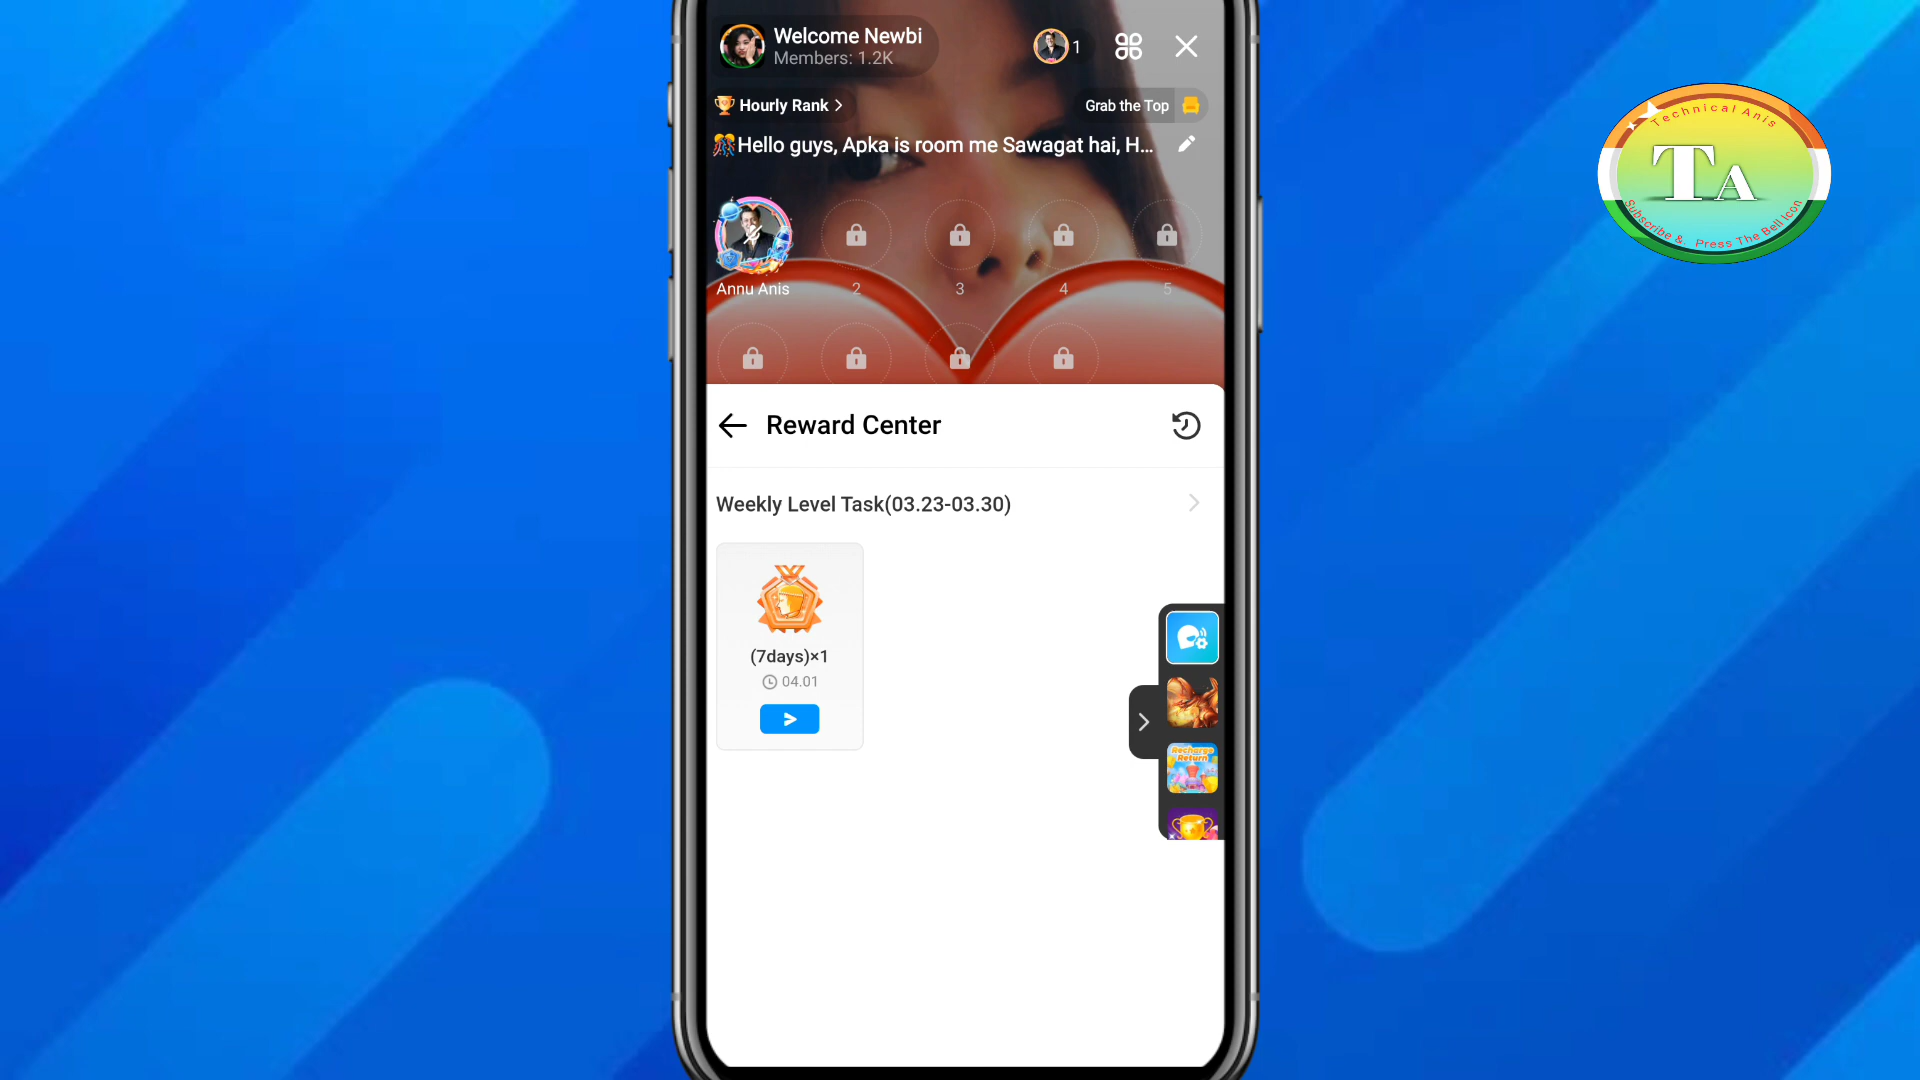 Welcome Newbi
Members: 1.2K
1
Hourly Rank
Grab the Top
Hello guys, Apka is room me Sawagat hai, H...
Annu Anis
2
3
4
5
Reward Center
Weekly Level Task(03.23-03.30)
(7days)×1
04.01
Recharge
Return
Technical Anis
TA
Subscribe & Press The Bell Icon